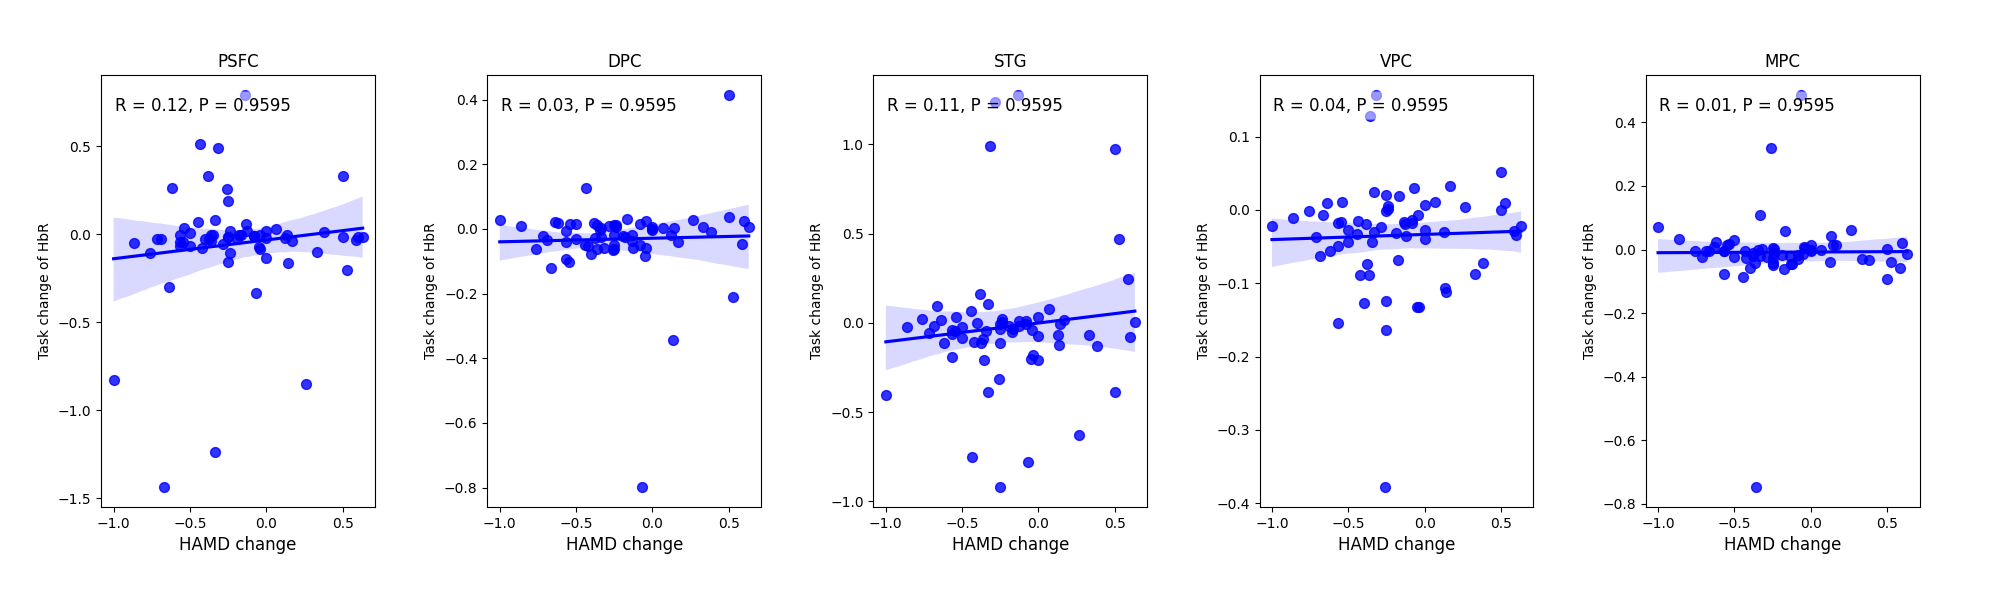 PSFC
R = 0.12, P = 0.9595
Task change of HbR
0.5
0.0
−0.5
−1.0
−1.5
−1.0 −0.5 0.0 0.5
HAMD change
DPC
R = 0.03, P = 0.9595
Task change of HbR
0.4
0.2
0.0
−0.2
−0.4
−0.6
−0.8
−1.0 −0.5 0.0 0.5
HAMD change
STG
R = 0.11, P = 0.9595
Task change of HbR
1.0
0.5
0.0
−0.5
−1.0
−1.0 −0.5 0.0 0.5
HAMD change
VPC
R = 0.04, P = 0.9595
Task change of HbR
0.1
0.0
−0.1
−0.2
−0.3
−0.4
−1.0 −0.5 0.0 0.5
HAMD change
MPC
R = 0.01, P = 0.9595
Task change of HbR
0.4
0.2
0.0
−0.2
−0.4
−0.6
−0.8
−1.0 −0.5 0.0 0.5
HAMD change